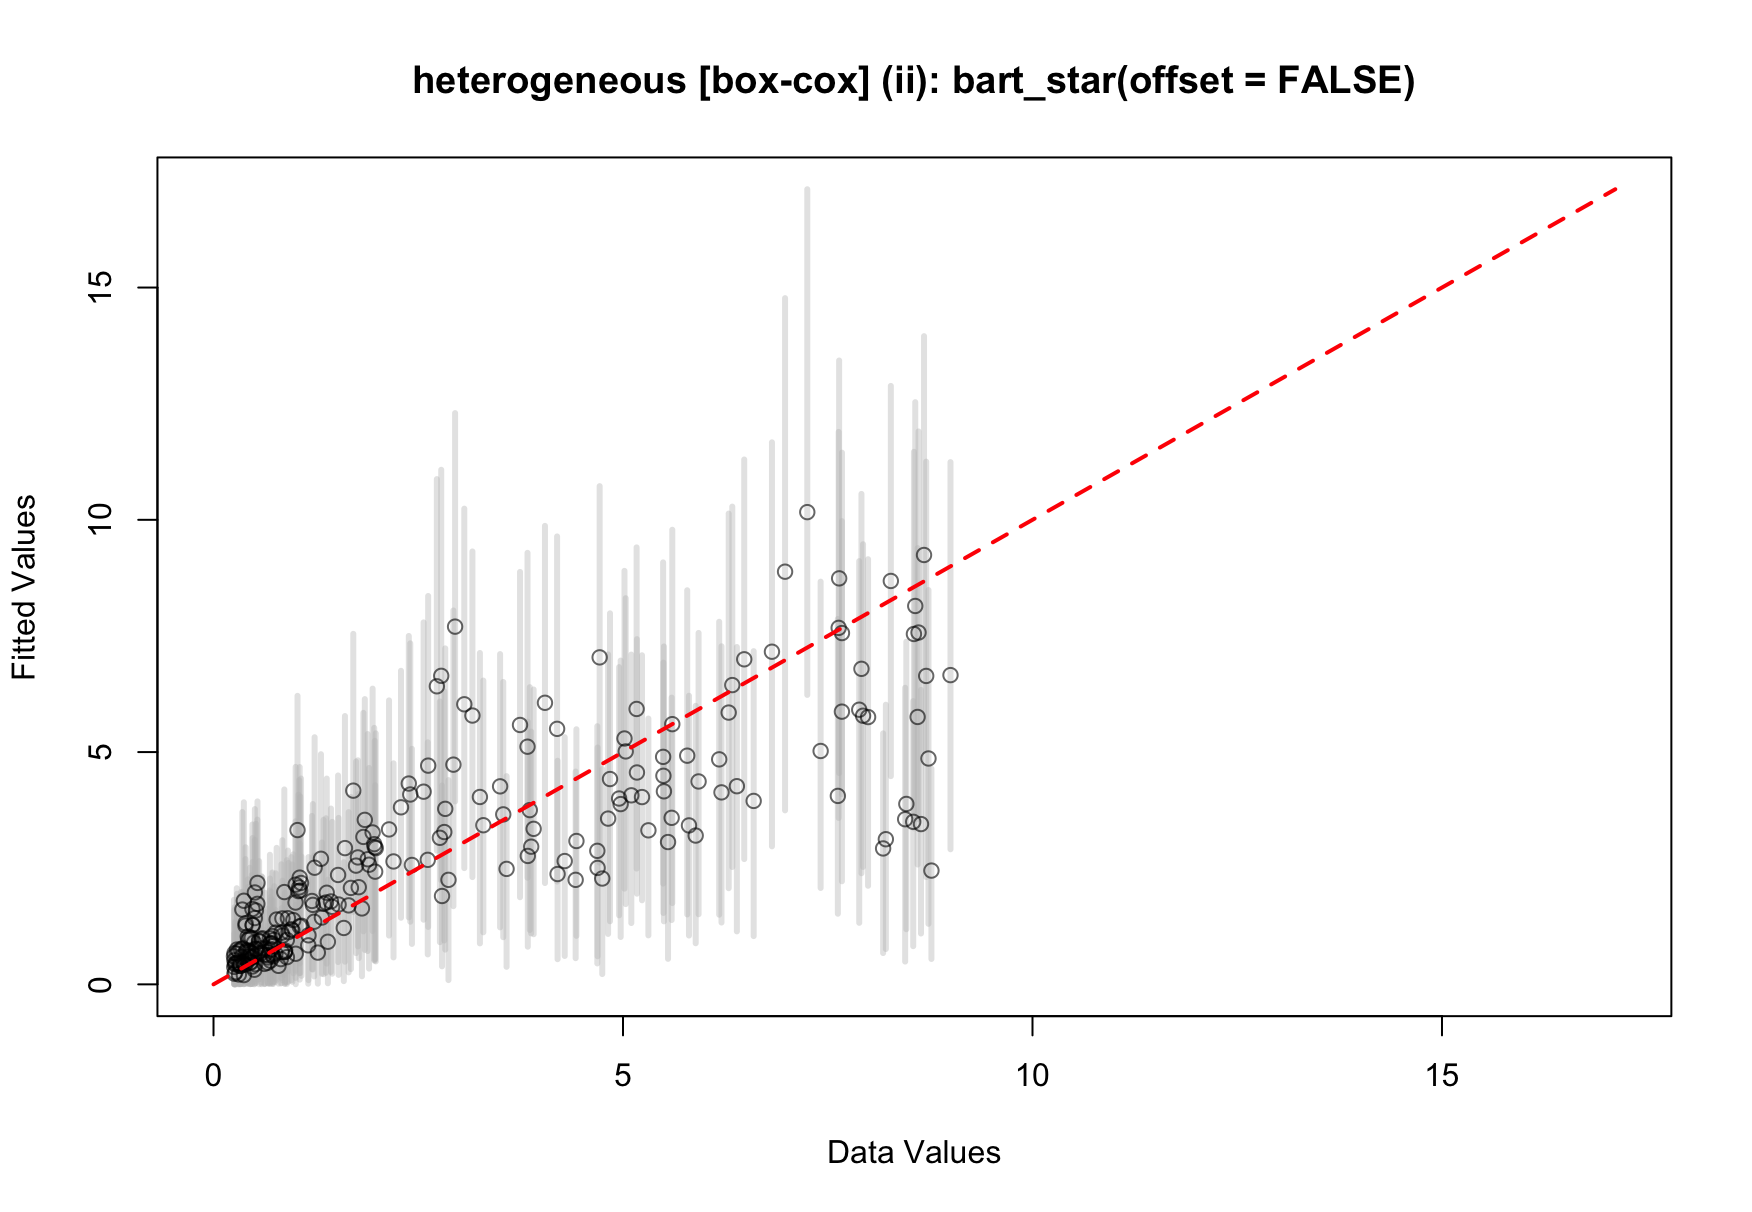 heterogeneous [box-cox] (ii): bart_star(offset = FALSE)
Fitted Values
15
10
5
0
0 5 10 15
Data Values